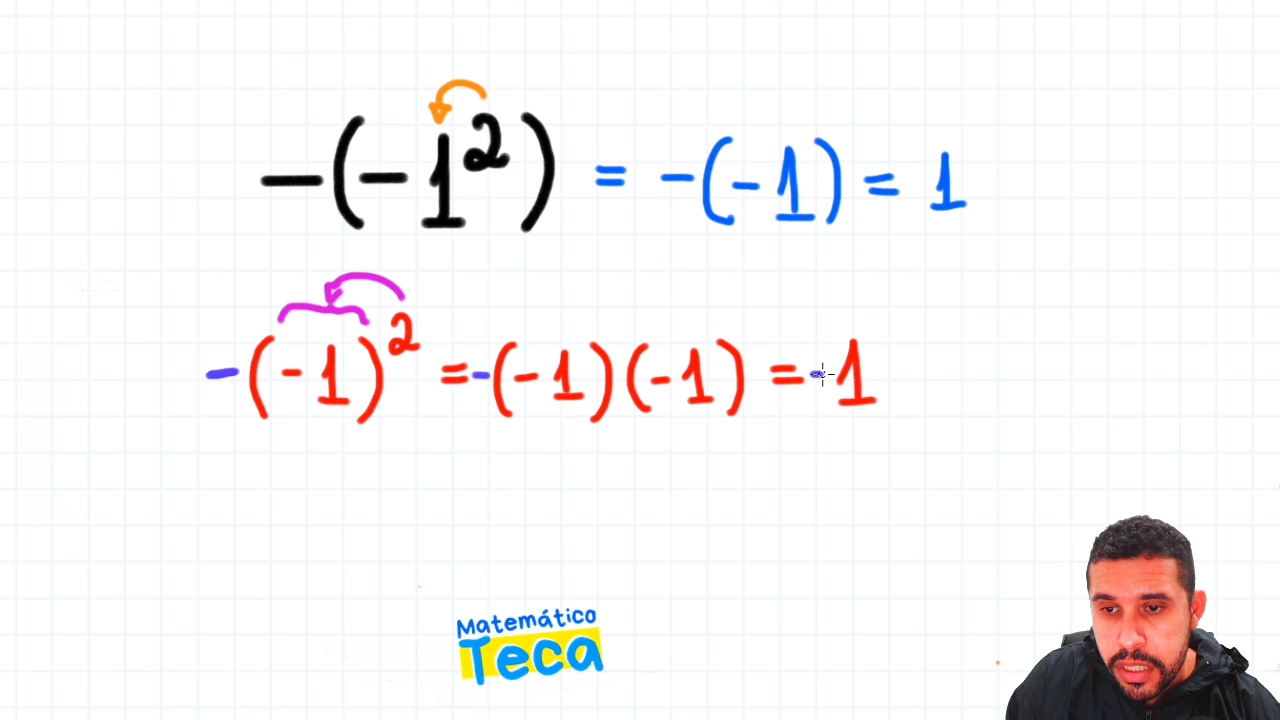 -(-1²) = -(-1) = 1
-(-1)² = -(-1)(-1) = -1
Matemático
Teca